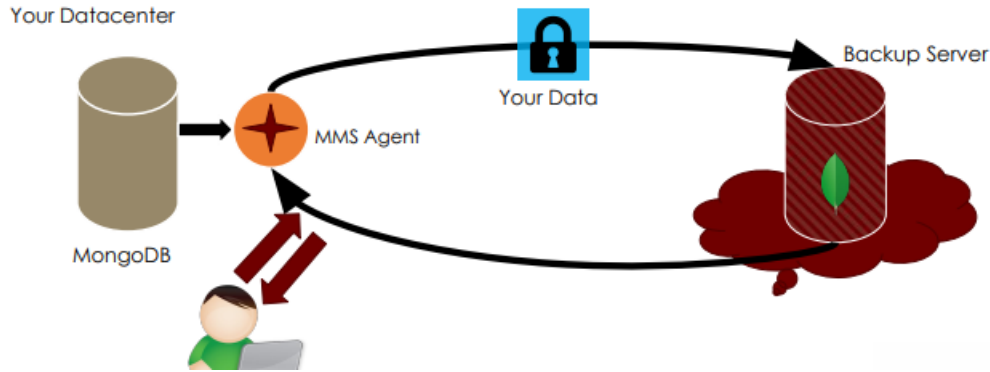 Your Datacenter
Backup Server
Your Data
MMS Agent
MongoDB